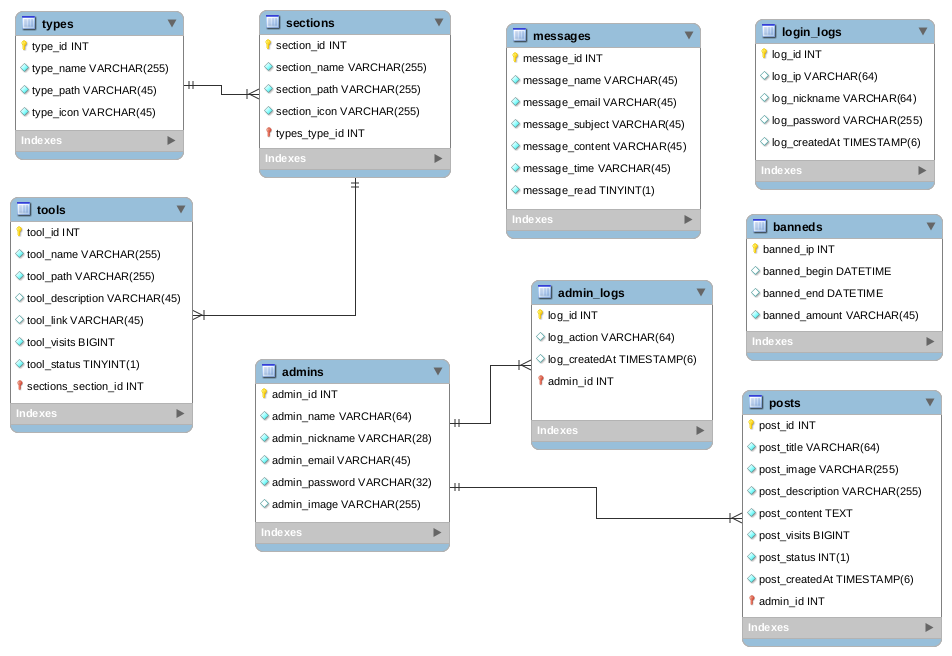 types
type_id INT
type_name VARCHAR(255)
type_path VARCHAR(45)
type_icon VARCHAR(45)
Indexes
sections
section_id INT
section_name VARCHAR(255)
section_path VARCHAR(255)
section_icon VARCHAR(255)
types_type_id INT
Indexes
messages
message_id INT
message_name VARCHAR(45)
message_email VARCHAR(45)
message_subject VARCHAR(45)
message_content VARCHAR(45)
message_time VARCHAR(45)
message_read TINYINT(1)
Indexes
login_logs
log_id INT
log_ip VARCHAR(64)
log_nickname VARCHAR(64)
log_password VARCHAR(255)
log_createdAt TIMESTAMP(6)
Indexes
tools
tool_id INT
tool_name VARCHAR(255)
tool_path VARCHAR(255)
tool_description VARCHAR(45)
tool_link VARCHAR(45)
tool_visits BIGINT
tool_status TINYINT(1)
sections_section_id INT
Indexes
banneds
banned_ip INT
banned_begin DATETIME
banned_end DATETIME
banned_amount VARCHAR(45)
Indexes
admin_logs
log_id INT
log_action VARCHAR(64)
log_createdAt TIMESTAMP(6)
admin_id INT
Indexes
admins
admin_id INT
admin_name VARCHAR(64)
admin_nickname VARCHAR(28)
admin_email VARCHAR(45)
admin_password VARCHAR(32)
admin_image VARCHAR(255)
Indexes
posts
post_id INT
post_title VARCHAR(64)
post_image VARCHAR(255)
post_description VARCHAR(255)
post_content TEXT
post_visits BIGINT
post_status INT(1)
post_createdAt TIMESTAMP(6)
admin_id INT
Indexes